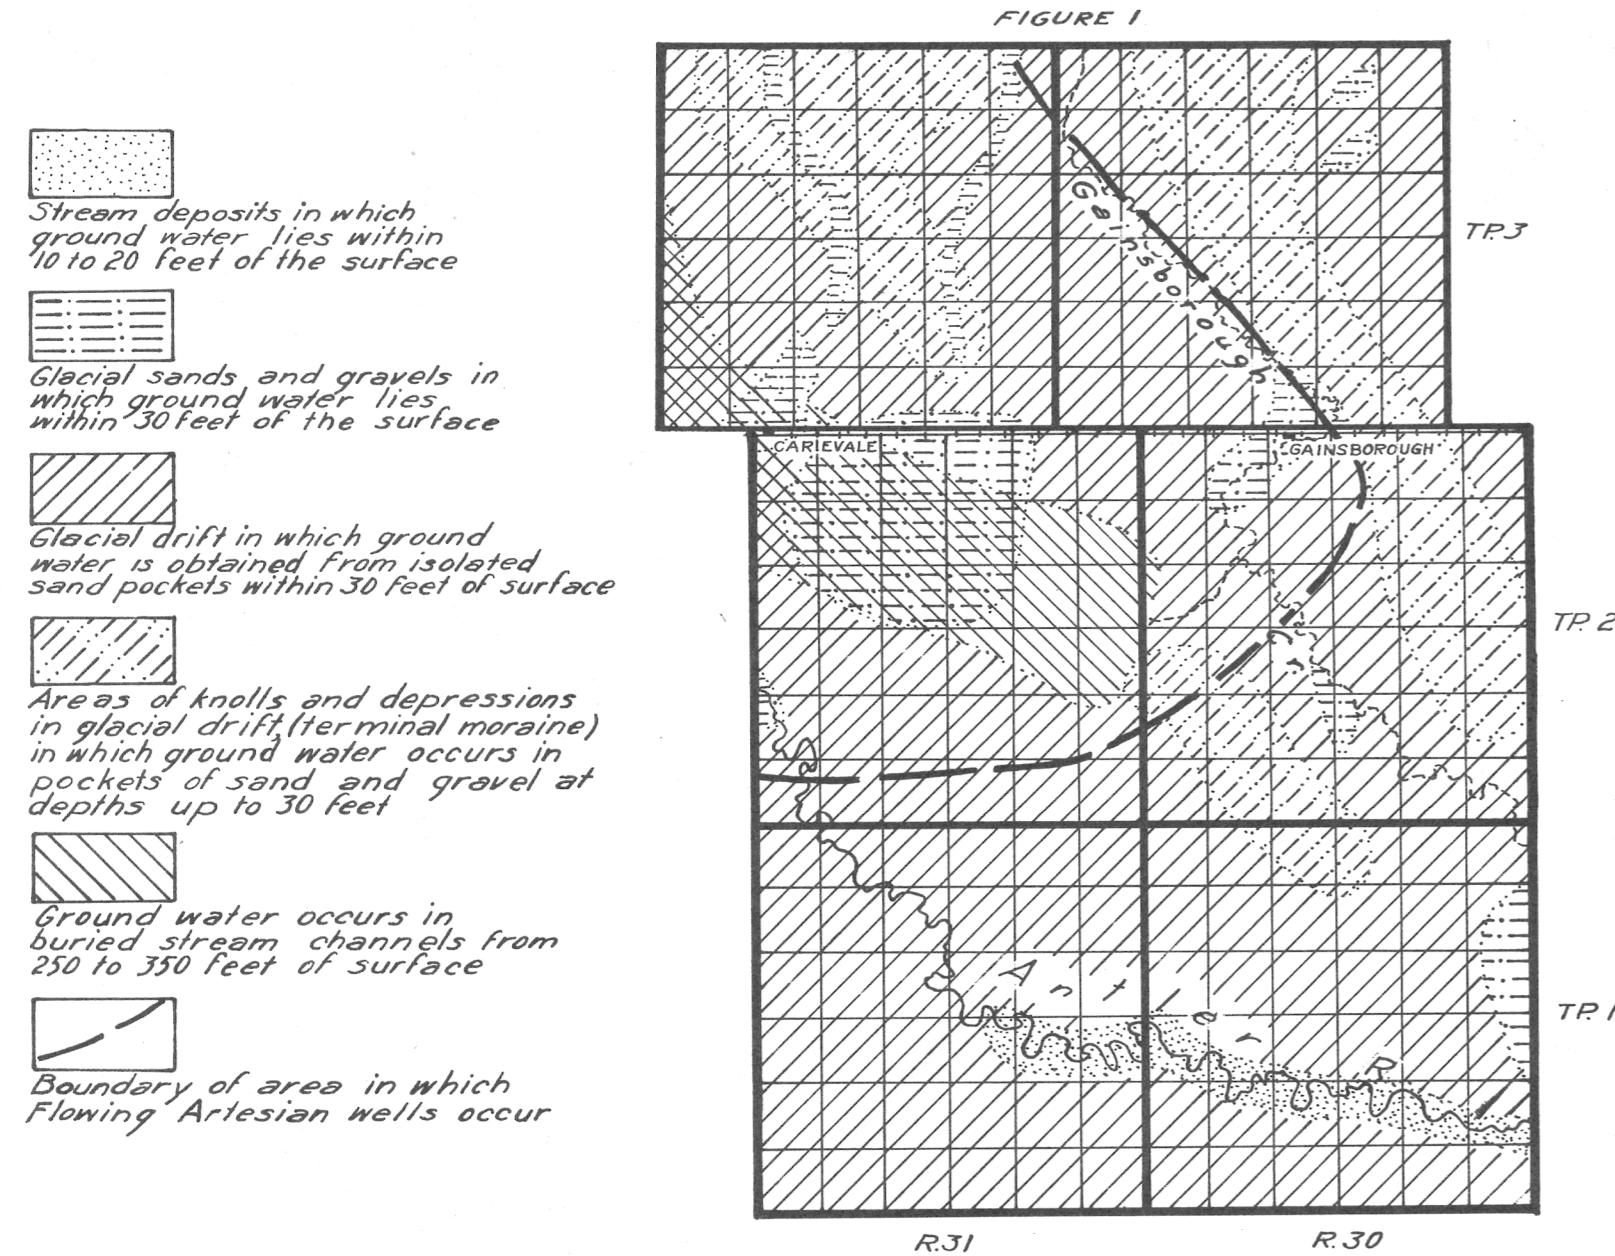 FIGURE 1
Stream deposits in which
ground water lies within
10 to 20 feet of the surface
Glacial sands and gravels in
which ground water lies
within 30 feet of the surface
Glacial drift in which ground
water is obtained from isolated
sand pockets within 30 feet of surface
Areas of knolls and depressions
in glacial drift, (terminal moraine)
in which ground water occurs in
pockets of sand and gravel at
depths up to 30 feet
Ground water occurs in
buried stream channels from
250 to 350 feet of surface
Boundary of area in which
Flowing Artesian wells occur
Gainsborough
TP. 3
CARIEVALE
GAINSBOROUGH
Cr.
TP. 2
Antler R.
TP. 1
R.31
R.30